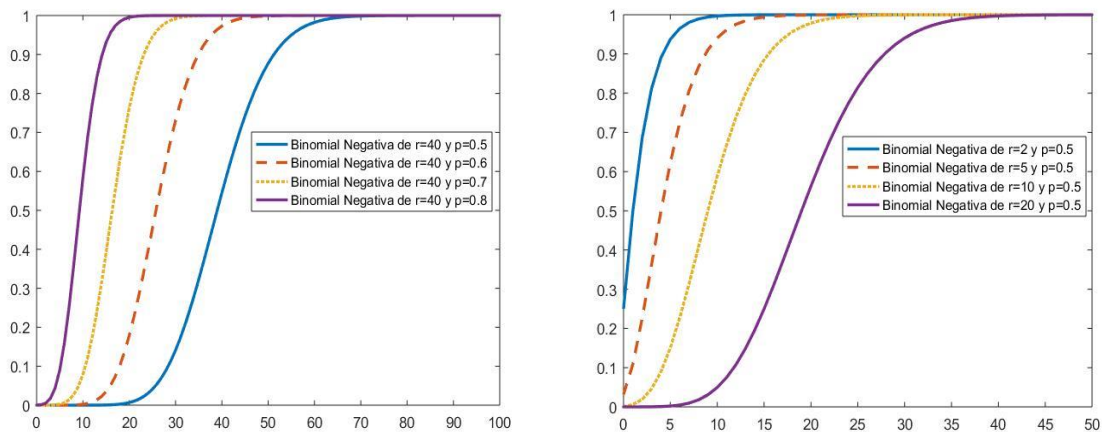 1
0.9
0.8
0.7
0.6
0.5
0.4
0.3
0.2
0.1
0
0 10 20 30 40 50 60 70 80 90 100
Binomial Negativa de r=40 y p=0.5
Binomial Negativa de r=40 y p=0.6
Binomial Negativa de r=40 y p=0.7
Binomial Negativa de r=40 y p=0.8
1
0.9
0.8
0.7
0.6
0.5
0.4
0.3
0.2
0.1
0
0 5 10 15 20 25 30 35 40 45 50
Binomial Negativa de r=2 y p=0.5
Binomial Negativa de r=5 y p=0.5
Binomial Negativa de r=10 y p=0.5
Binomial Negativa de r=20 y p=0.5